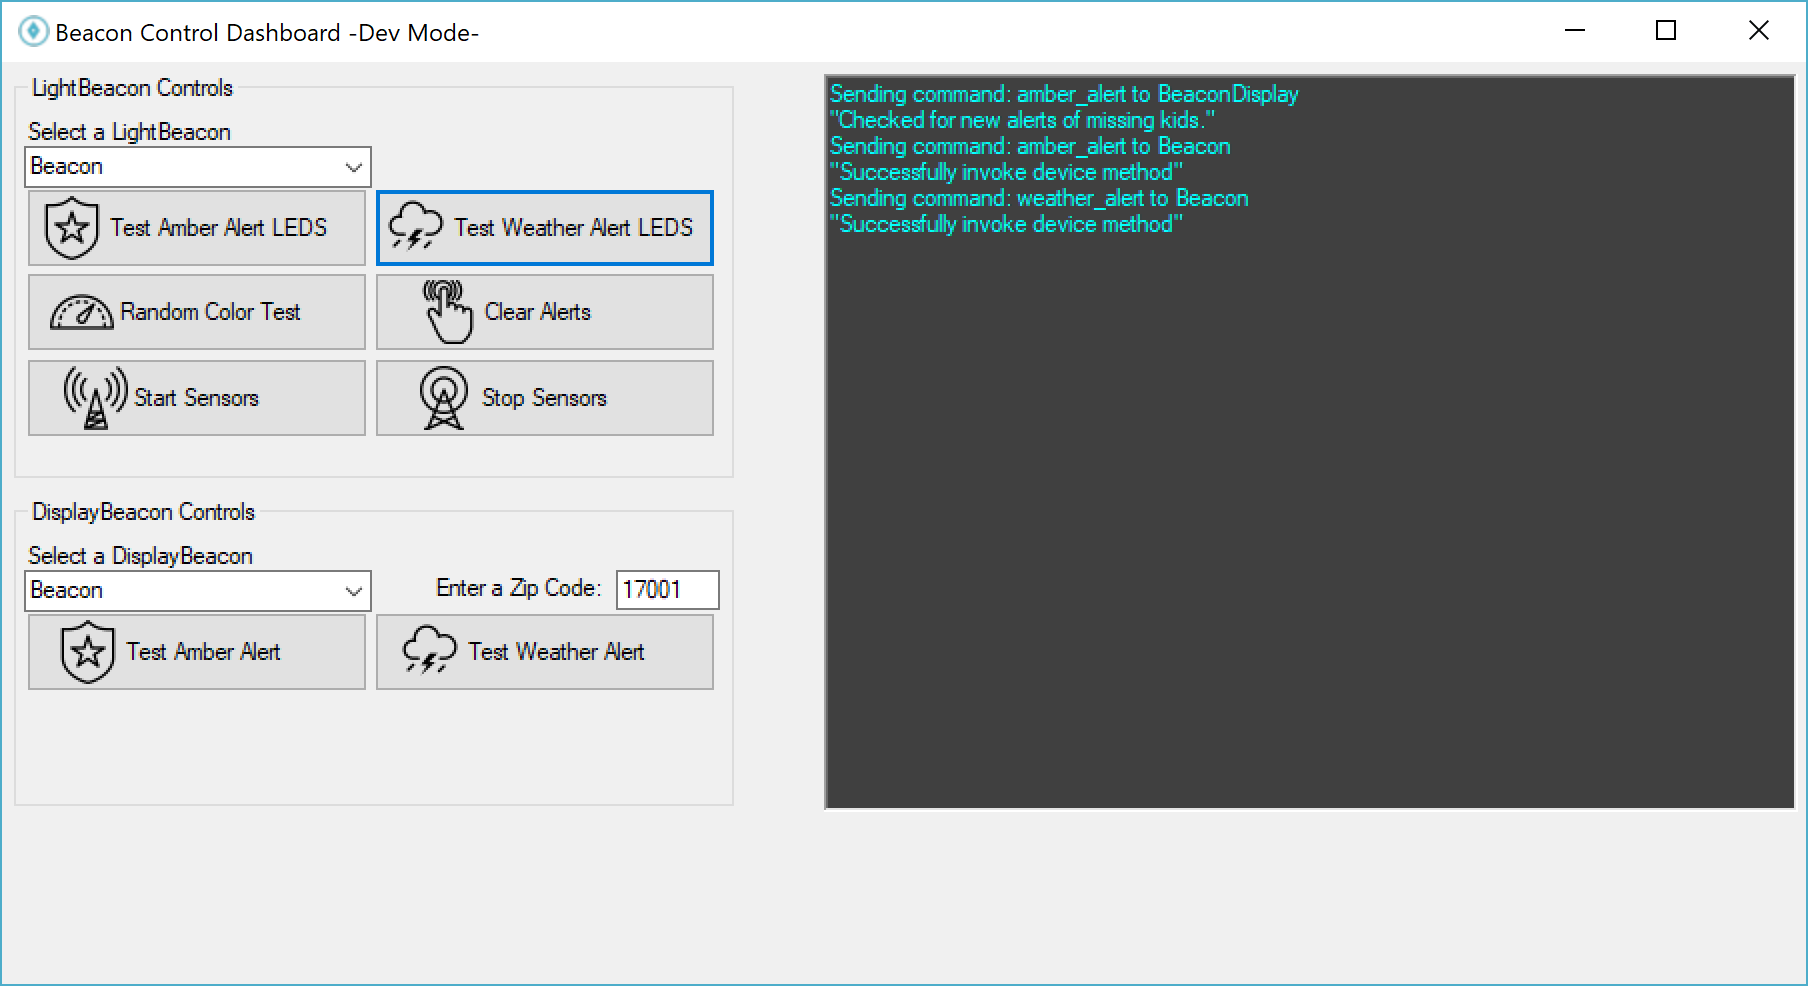 Beacon Control Dashboard -Dev Mode-
LightBeacon Controls
Select a LightBeacon
Beacon
Test Amber Alert LEDS
Test Weather Alert LEDS
Random Color Test
Clear Alerts
Start Sensors
Stop Sensors
DisplayBeacon Controls
Select a DisplayBeacon
Beacon
Enter a Zip Code:
17001
Test Amber Alert
Test Weather Alert
Sending command: amber_alert to BeaconDisplay
"Checked for new alerts of missing kids."
Sending command: amber_alert to Beacon
"Successfully invoke device method"
Sending command: weather_alert to Beacon
"Successfully invoke device method"